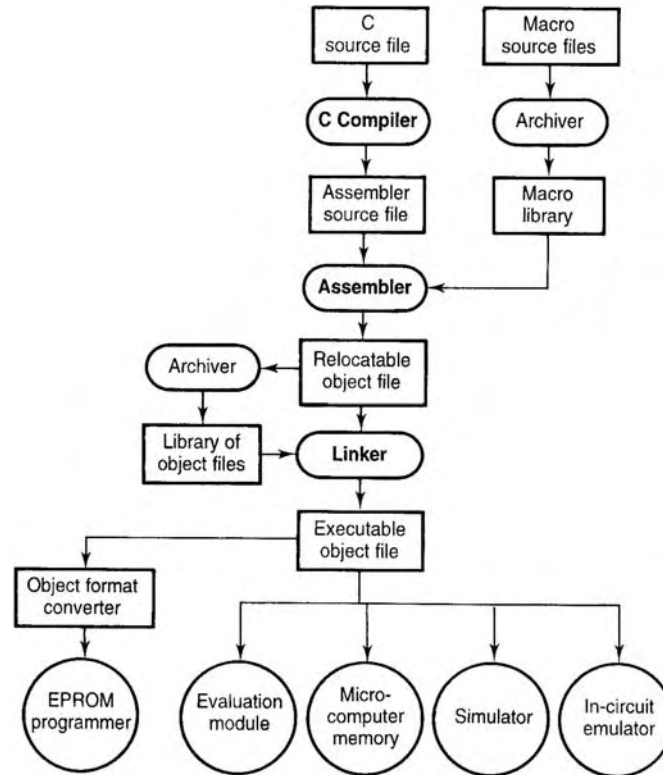 C
source file
Macro
source files
C Compiler
Archiver
Assembler
source file
Macro
library
Assembler
Archiver
Relocatable
object file
Library of
object files
Linker
Executable
object file
Object format
converter
EPROM
programmer
Evaluation
module
Micro-
computer
memory
Simulator
In-circuit
emulator